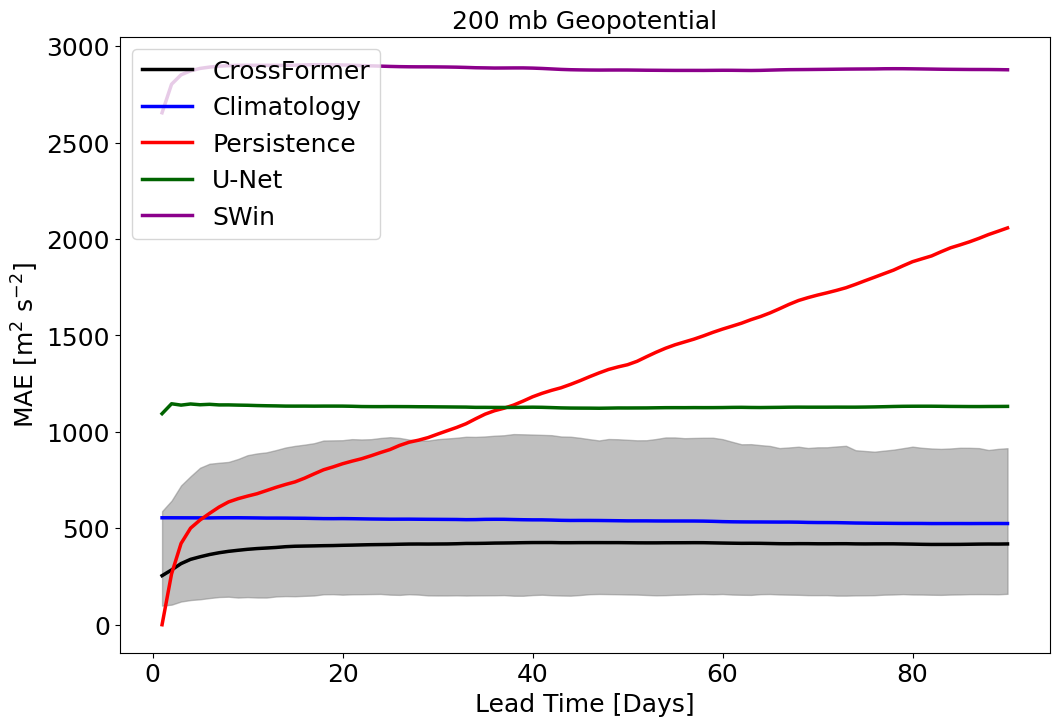 200 mb Geopotential
3000
2500
2000
1500
1000
500
0
MAE [m² s⁻²]
CrossFormer
Climatology
Persistence
U-Net
SWin
0 20 40 60 80
Lead Time [Days]